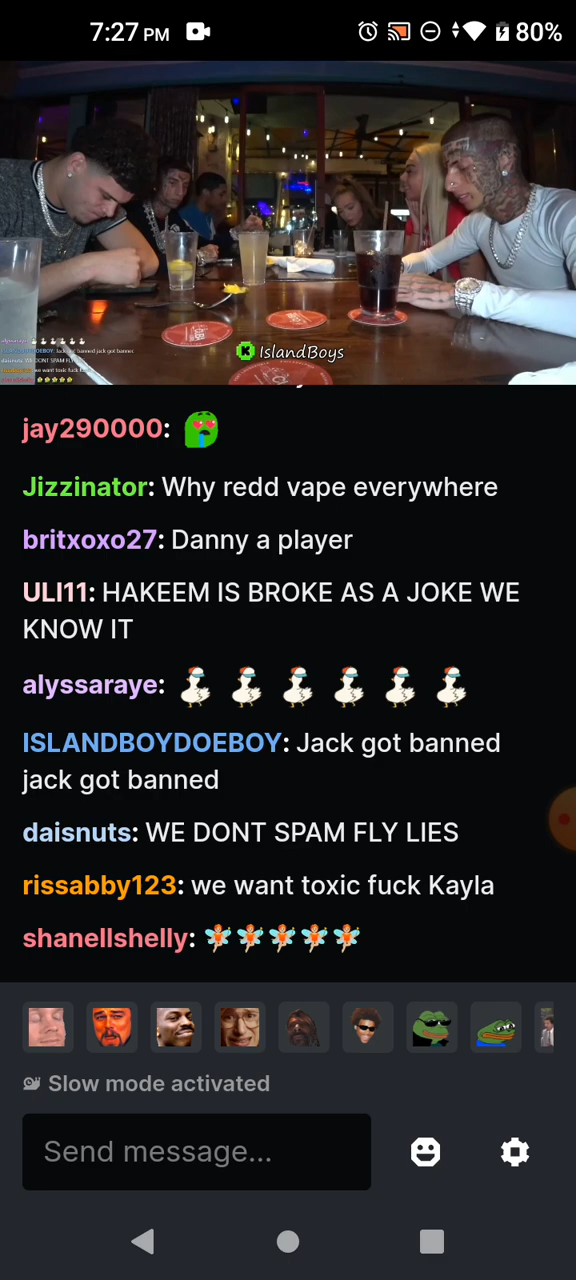 7:27 PM
80%
IslandBoys
jay290000:
Jizzinator: Why redd vape everywhere
britxoxo27: Danny a player
ULI11: HAKEEM IS BROKE AS A JOKE WE
KNOW IT
alyssaraye:
ISLANDBOYDOEBOY: Jack got banned
jack got banned
daisnuts: WE DONT SPAM FLY LIES
rissabby123: we want toxic fuck Kayla
shanellshelly:
Slow mode activated
Send message...